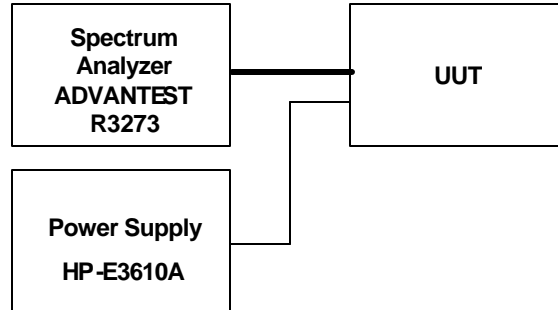 Spectrum
Analyzer
ADVANTEST
R3273
UUT
Power Supply
HP-E3610A